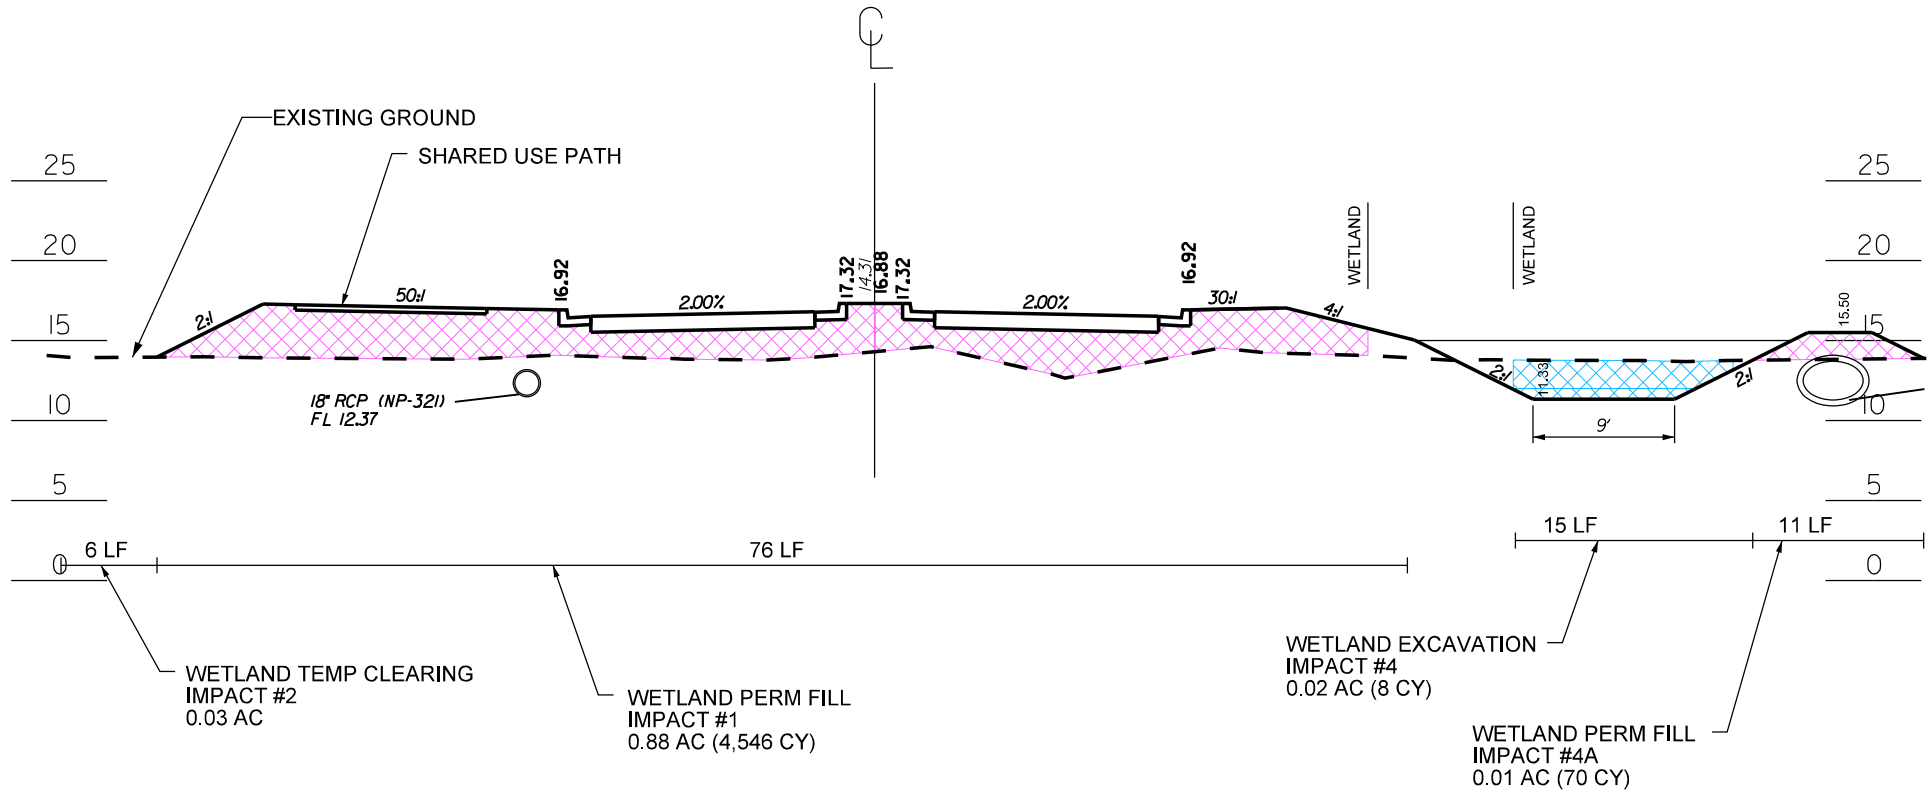 CL
EXISTING GROUND
SHARED USE PATH
25
25
20
20
15
15
10
10
5
5
0
0
WETLAND
WETLAND
16.92
17.32
14.31
16.88
17.32
16.92
2:1
50:1
2.00%
2.00%
30:1
4:1
2:1
11.33
2:1
15.50
18" RCP (NP-321)
FL 12.37
9'
6 LF
76 LF
15 LF
11 LF
WETLAND TEMP CLEARING
IMPACT #2
0.03 AC
WETLAND PERM FILL
IMPACT #1
0.88 AC (4,546 CY)
WETLAND EXCAVATION
IMPACT #4
0.02 AC (8 CY)
WETLAND PERM FILL
IMPACT #4A
0.01 AC (70 CY)